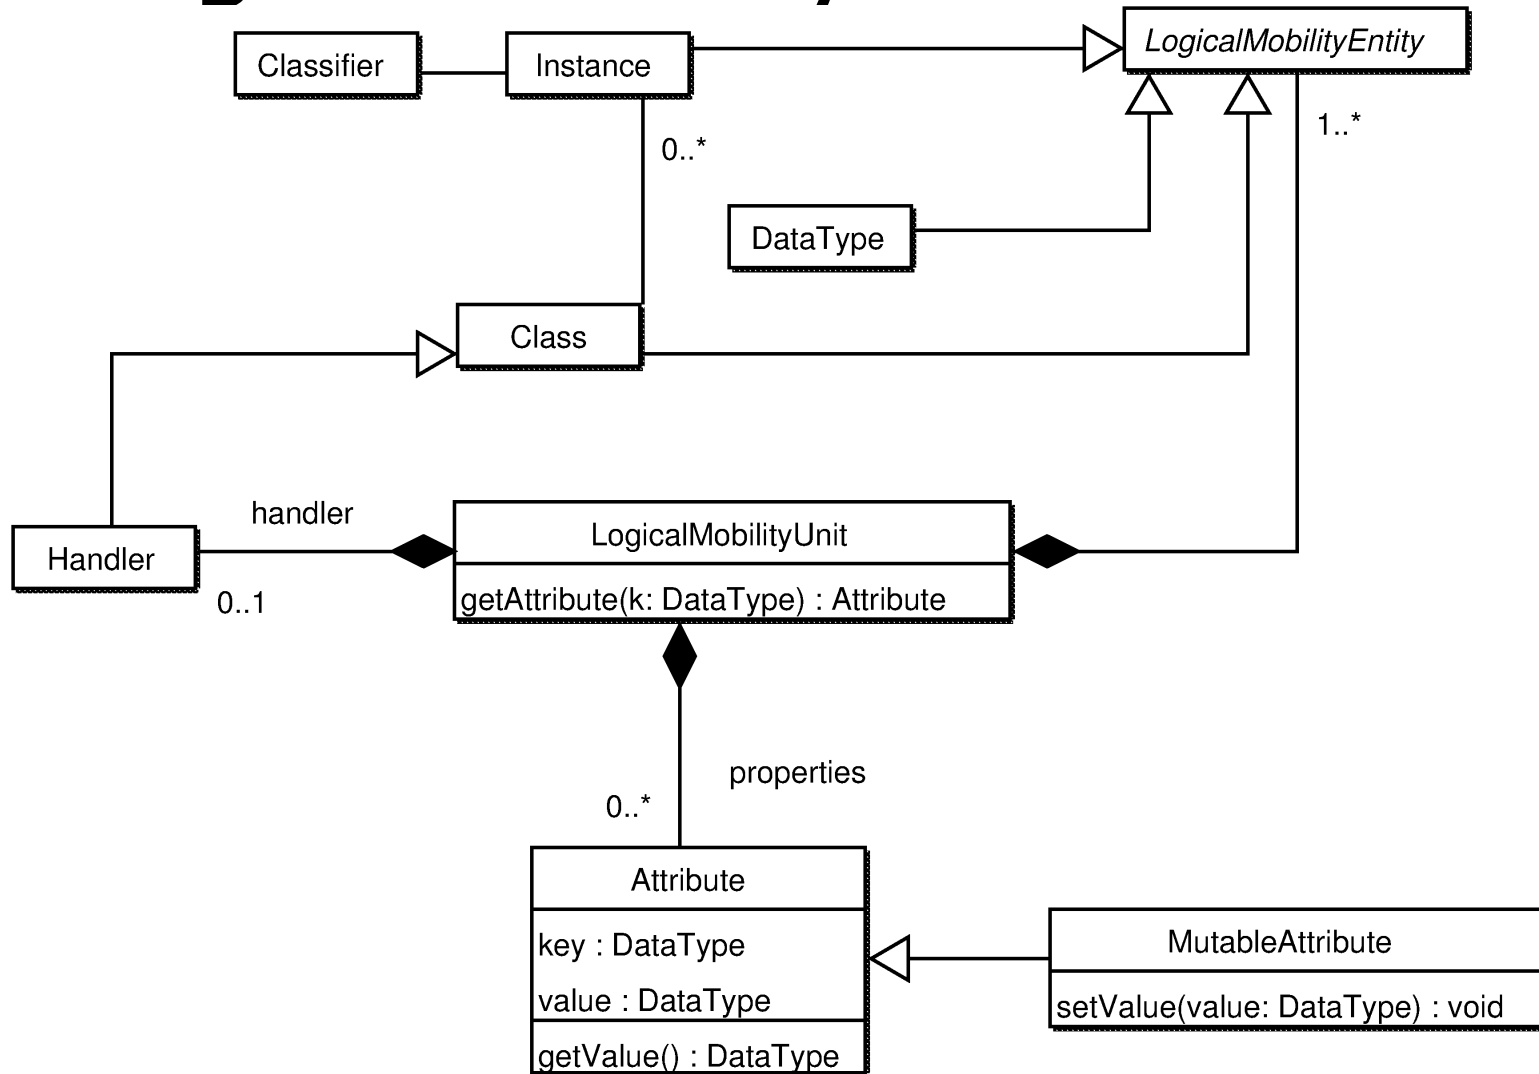 LogicalMobilityEntity
Classifier
Instance
1..*
0..*
DataType
Class
handler
LogicalMobilityUnit
Handler
getAttribute(k: DataType) : Attribute
0..1
properties
0..*
Attribute
key : DataType
MutableAttribute
value : DataType
setValue(value: DataType) : void
getValue() : DataType